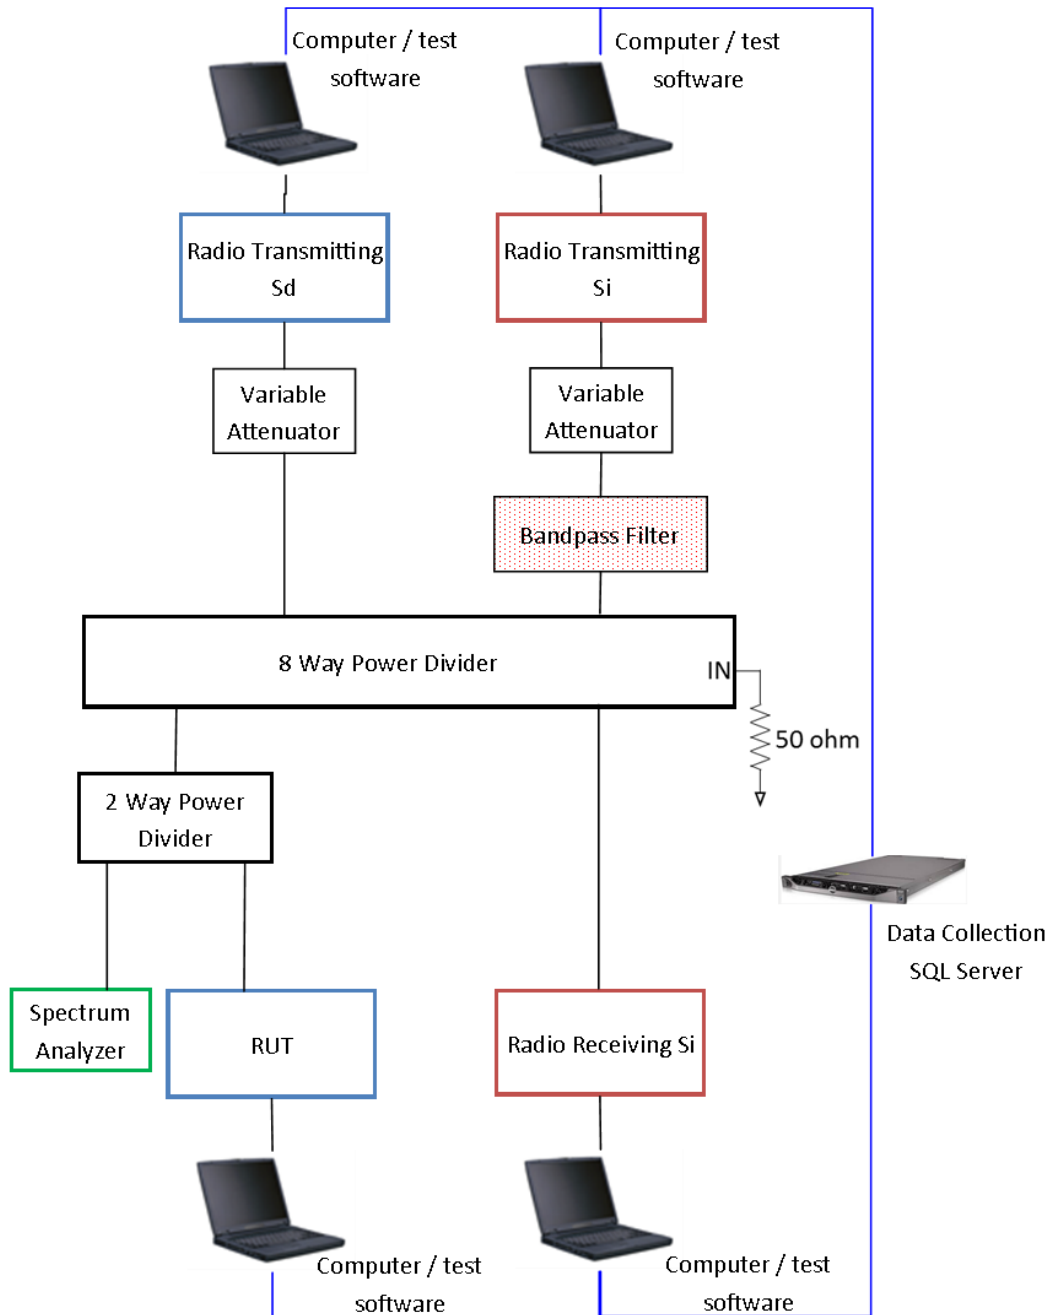 Computer / test
software
Computer / test
software
Radio Transmitting
Sd
Radio Transmitting
Si
Variable
Attenuator
Variable
Attenuator
Bandpass Filter
8 Way Power Divider
IN
50 ohm
2 Way Power
Divider
Data Collection
SQL Server
Spectrum
Analyzer
RUT
Radio Receiving Si
Computer / test
software
Computer / test
software